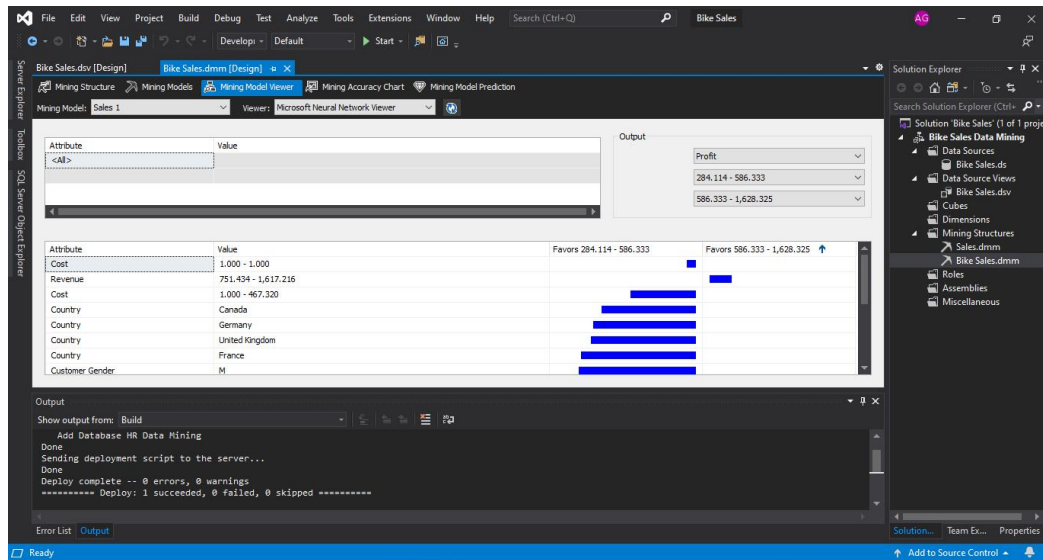 File Edit View Project Build Debug Test Analyze Tools Extensions Window Help Search (Ctrl+Q) Bike Sales AG
Developi Default Start
Bike Sales.dsv [Design] Bike Sales.dmm [Design]
Mining Structure Mining Models Mining Model Viewer Mining Accuracy Chart Mining Model Prediction
Mining Model: Sales 1 Viewer: Microsoft Neural Network Viewer
Server Explorer
Toolbox
SQL Server Object Explorer
Attribute Value
<All>
Output
Profit
284.114 - 586.333
586.333 - 1,628.325
Attribute Value Favors 284.114 - 586.333 Favors 586.333 - 1,628.325
Cost 1.000 - 1.000
Revenue 751.434 - 1,617.216
Cost 1.000 - 467.320
Country Canada
Country Germany
Country United Kingdom
Country France
Customer Gender M
Output
Show output from: Build
Add Database HR Data Mining
Done
Sending deployment script to the server...
Done
Deploy complete -- 0 errors, 0 warnings
========== Deploy: 1 succeeded, 0 failed, 0 skipped ==========
Error List Output
Solution Explorer
Search Solution Explorer (Ctrl+
Solution 'Bike Sales' (1 of 1 proje
Bike Sales Data Mining
Data Sources
Bike Sales.ds
Data Source Views
Bike Sales.dsv
Cubes
Dimensions
Mining Structures
Sales.dmm
Bike Sales.dmm
Roles
Assemblies
Miscellaneous
Solution... Team Ex... Properties
Ready Add to Source Control